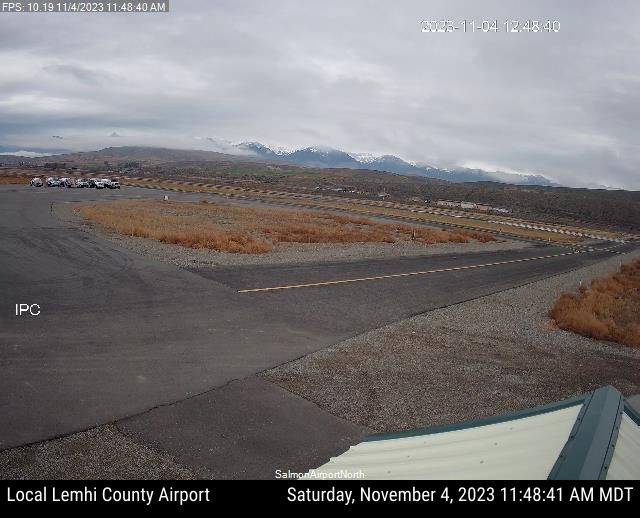 FPS: 10.19 11/4/2023 11:48:40 AM
2023-11-04 12:48:40
IPC
SalmonAirportNorth
Local Lemhi County Airport
Saturday, November 4, 2023 11:48:41 AM MDT